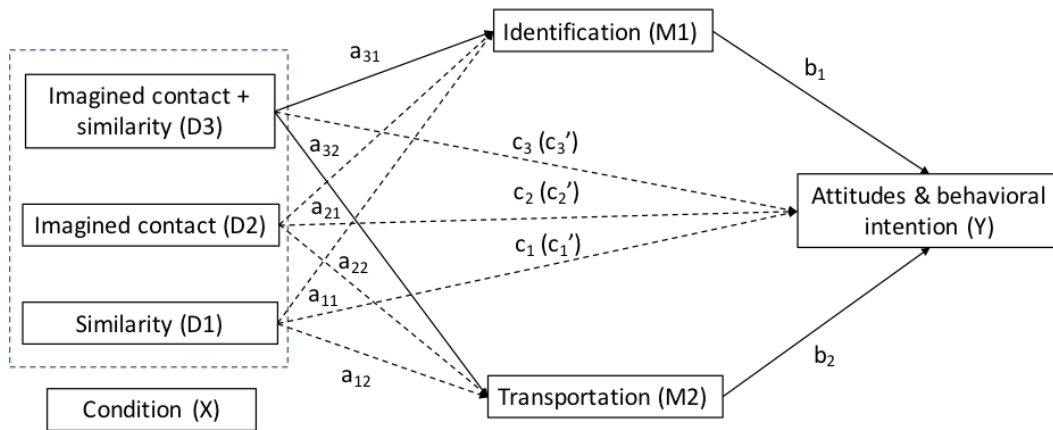 Identification (M1)
a31
b1
Imagined contact +
similarity (D3)
a32
c3 (c3’)
c2 (c2’)
Attitudes & behavioral
intention (Y)
Imagined contact (D2)
a21
c1 (c1’)
a22
a11
Similarity (D1)
a12
b2
Transportation (M2)
Condition (X)